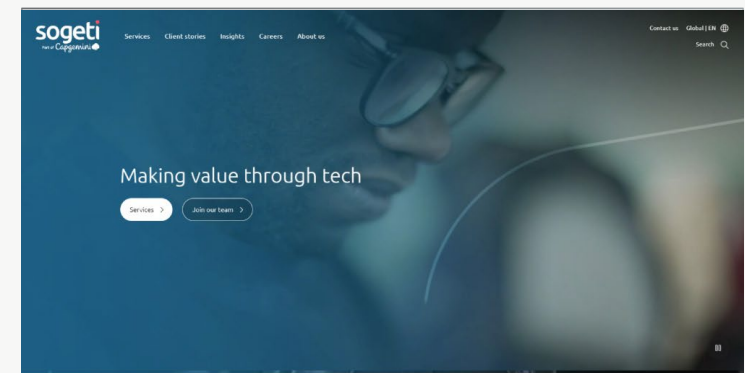 sogeti
Part of Capgemini
Services Client stories Insights Careers About us
Contact us Global | EN
Search
Making value through tech
Services
Join our team